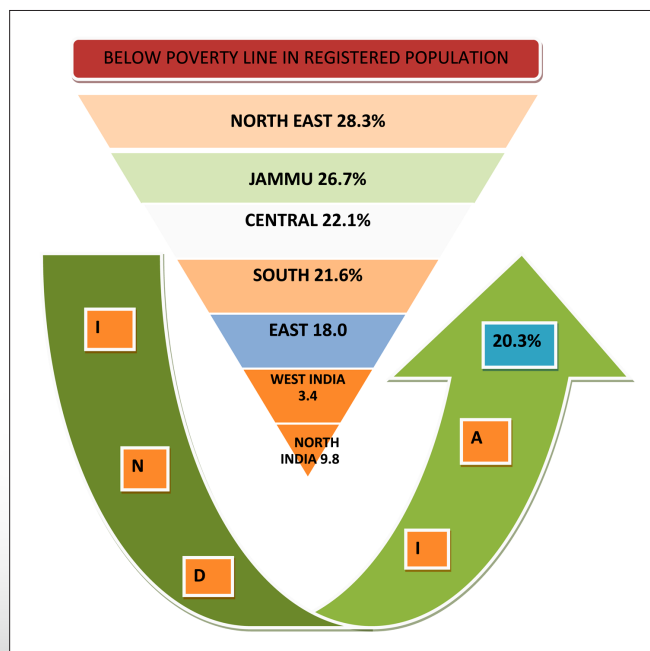 BELOW POVERTY LINE IN REGISTERED POPULATION
NORTH EAST 28.3%
JAMMU 26.7%
CENTRAL 22.1%
SOUTH 21.6%
EAST 18.0
WEST INDIA
3.4
NORTH
INDIA 9.8
I
N
D
I
A
20.3%